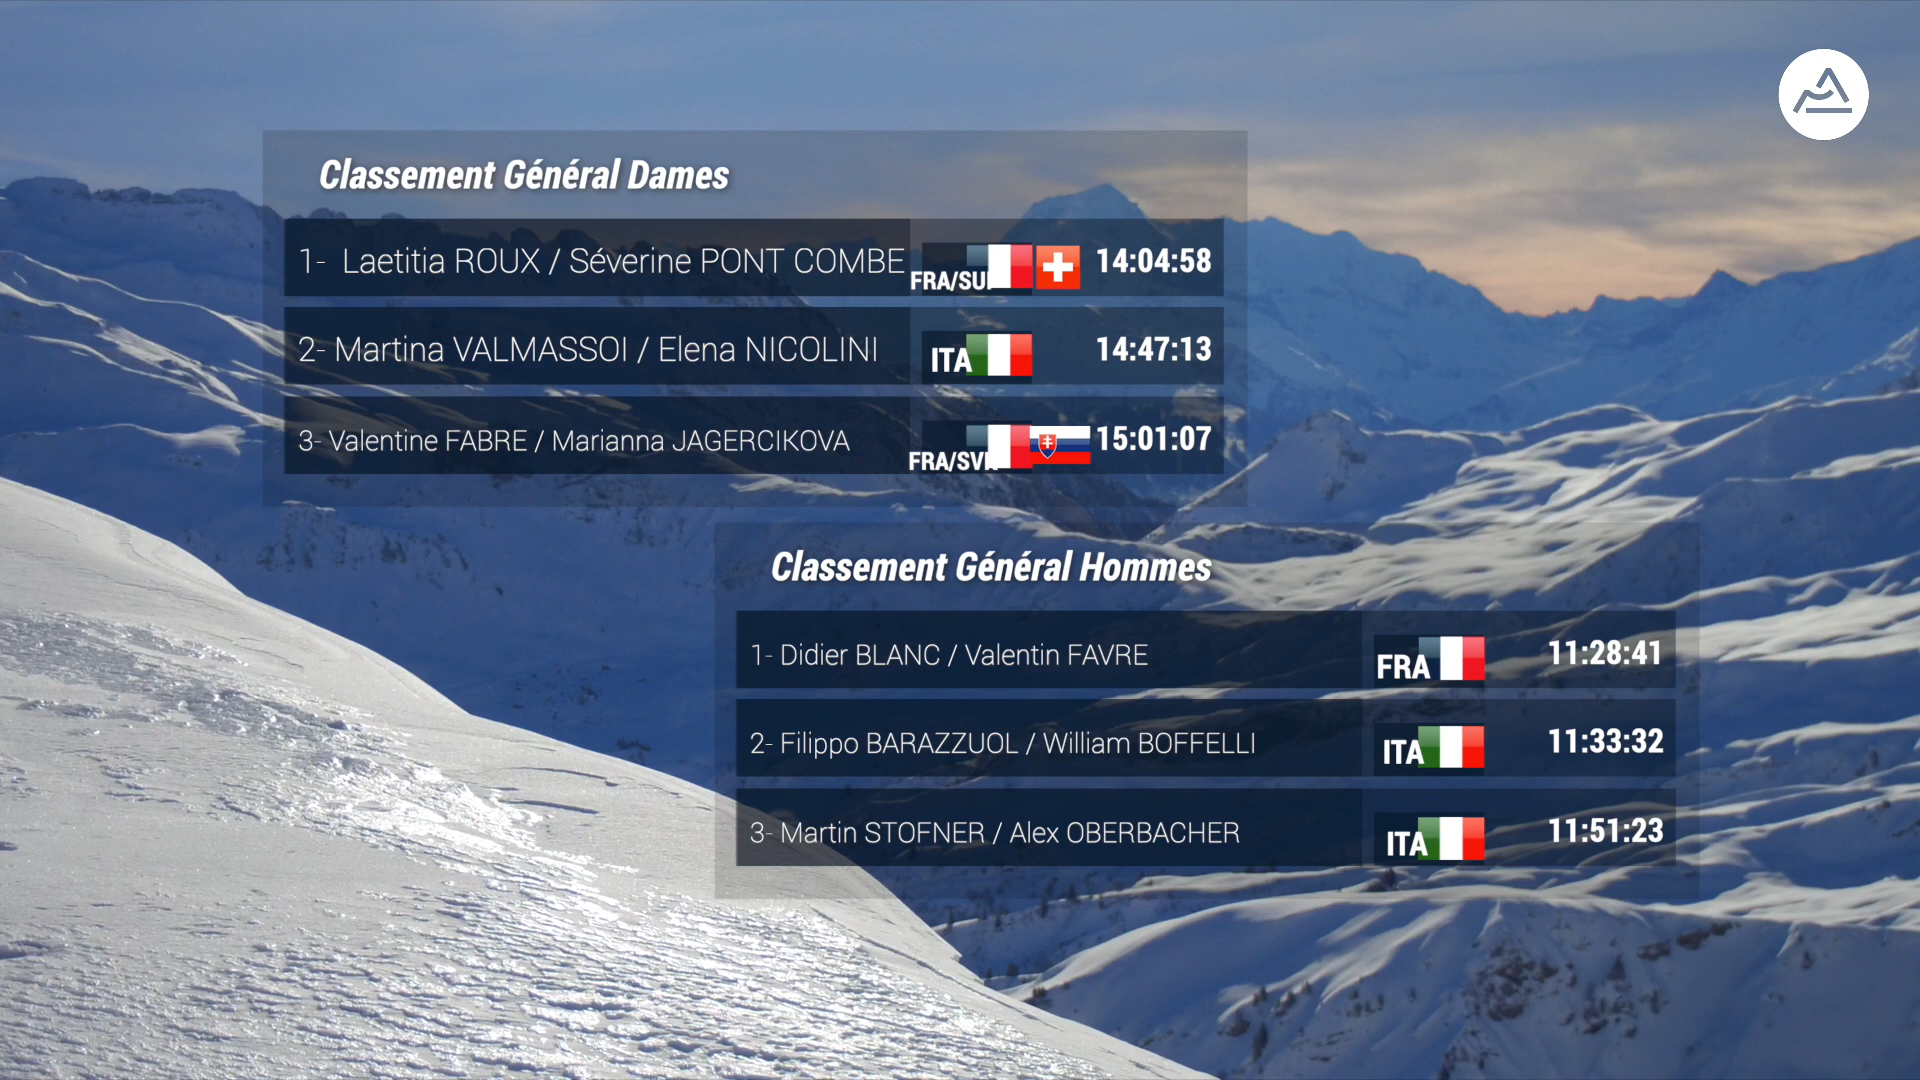 Classement Général Dames
1- Laetitia ROUX / Séverine PONT COMBE FRA/SUI 14:04:58
2- Martina VALMASSOI / Elena NICOLINI ITA 14:47:13
3- Valentine FABRE / Marianna JAGERCIKOVA FRA/SVK 15:01:07
Classement Général Hommes
1- Didier BLANC / Valentin FAVRE FRA 11:28:41
2- Filippo BARAZZUOL / William BOFFELLI ITA 11:33:32
3- Martin STOFNER / Alex OBERBACHER ITA 11:51:23